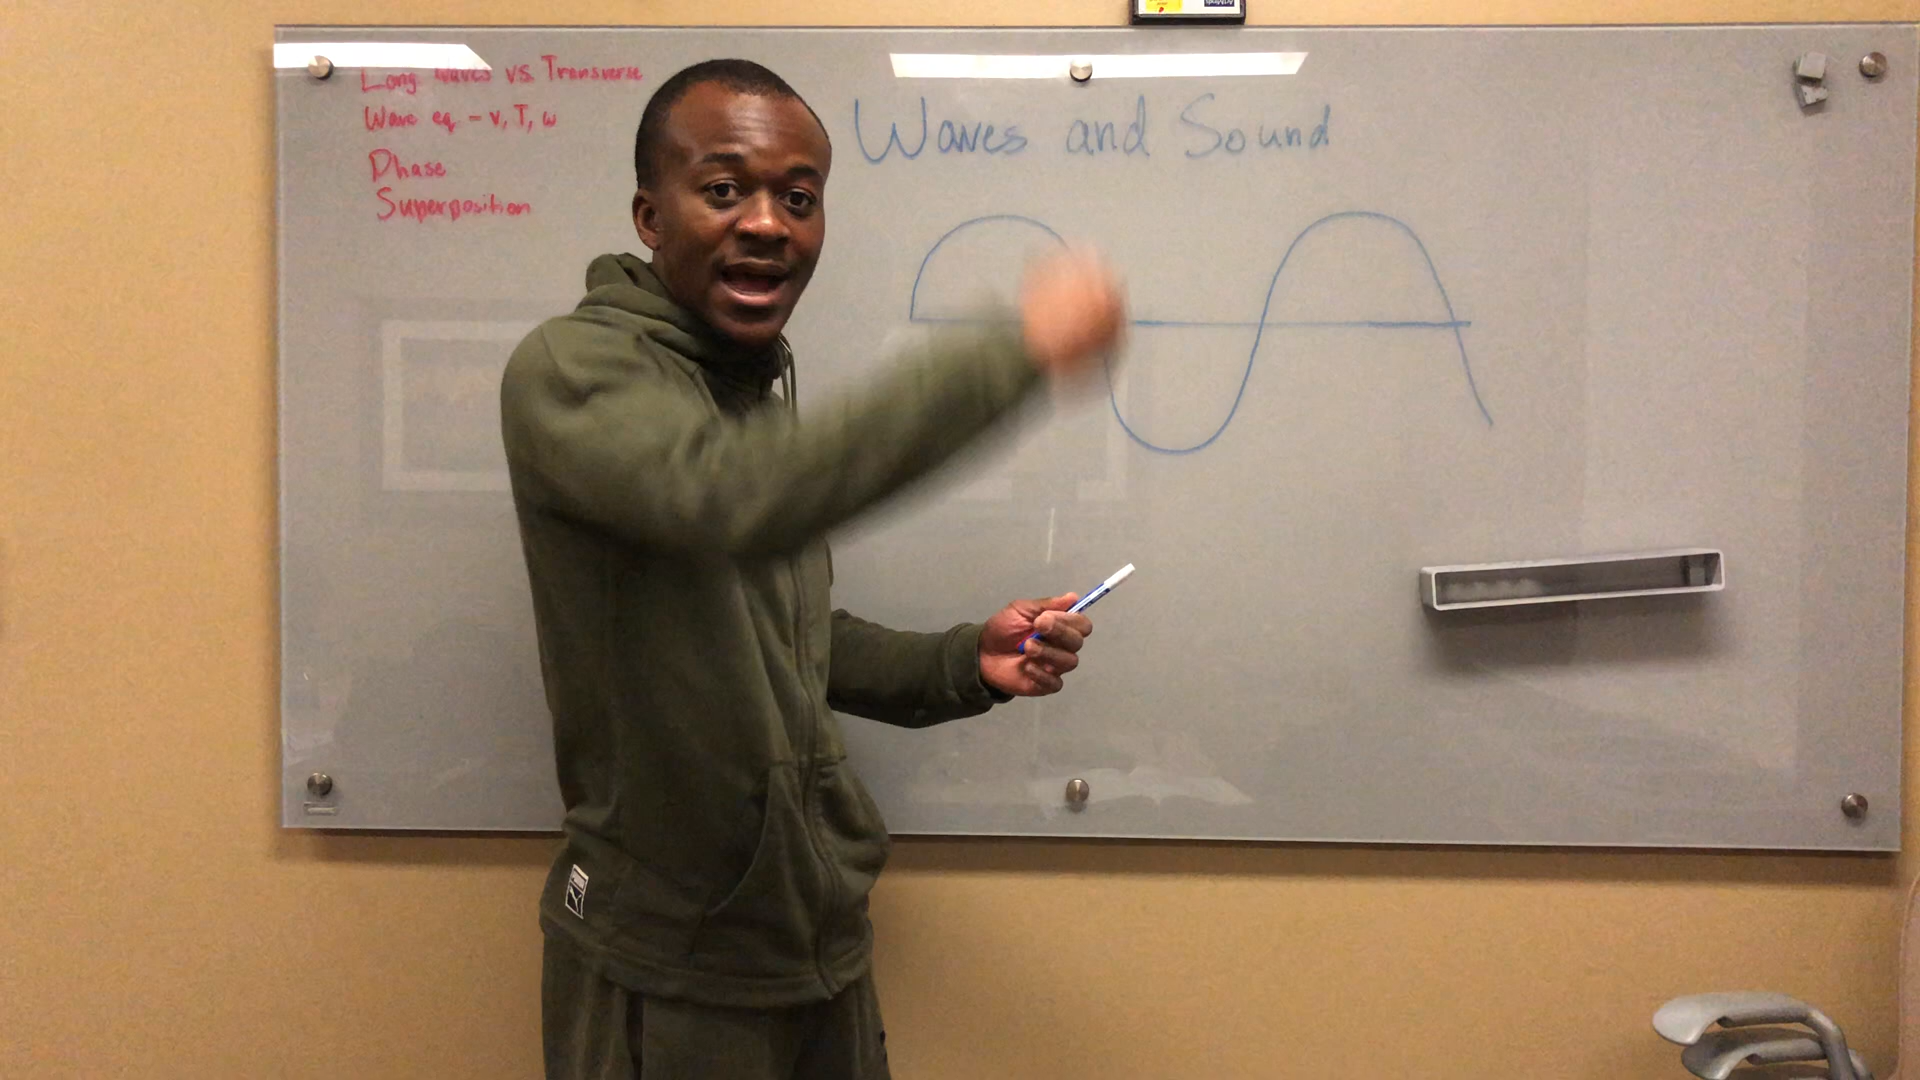 Long waves vs. Transverse
Wave eq - v, T, ω
Phase
Superposition
Waves and Sound